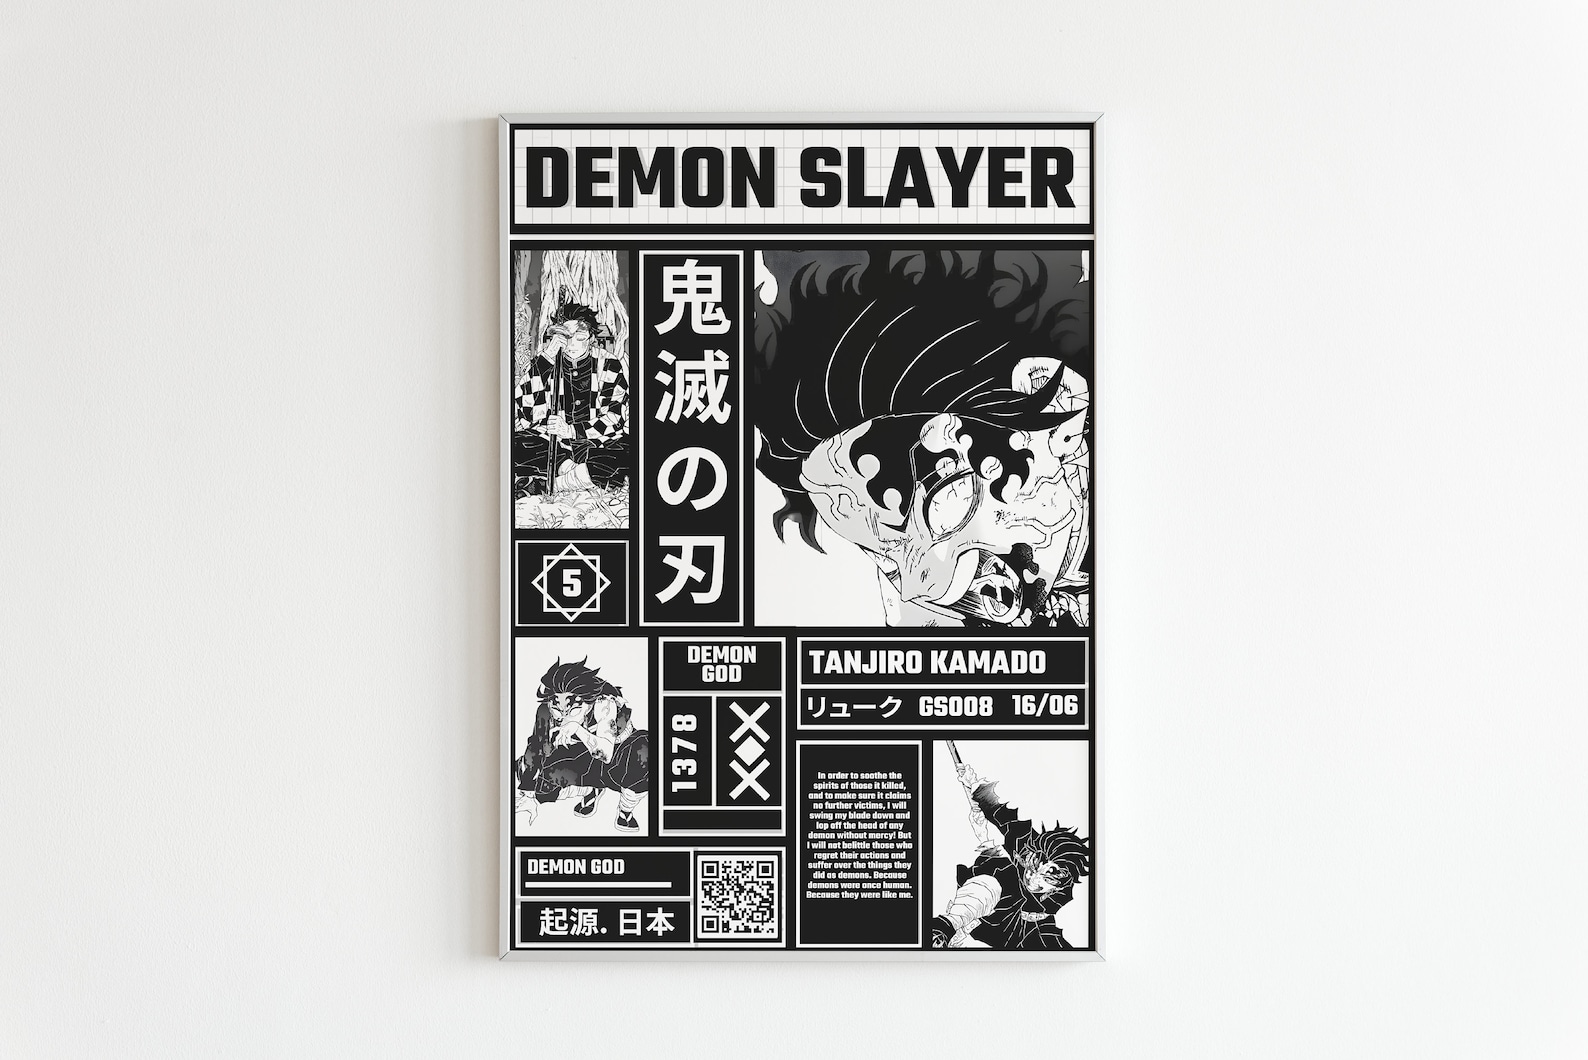 DEMON SLAYER
鬼滅の刃
5
DEMON
GOD
1378
TANJIRO KAMADO
リューク GS008 16/06
In order to soothe the
spirits of those it killed,
and to make sure it claims
no further victims, I will
swing my blade down and
lop off the head of any
demon without mercy! But
I will not belittle those who
regret their actions and
suffer over the things they
did as demons. Because
demons were once human.
Because they were like me.
DEMON GOD
起源. 日本